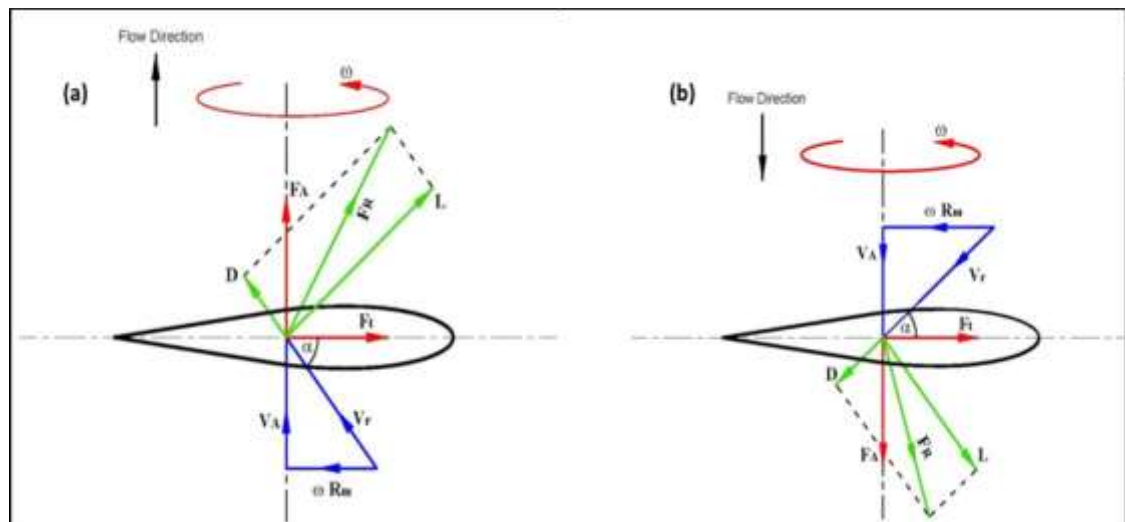 Flow Direction
(a)
ω
FA
FR
L
D
Ft
α
VA
Vr
ω Rm
(b)
Flow Direction
ω
ω Rm
VA
Vr
α
Ft
D
FA
FR
L